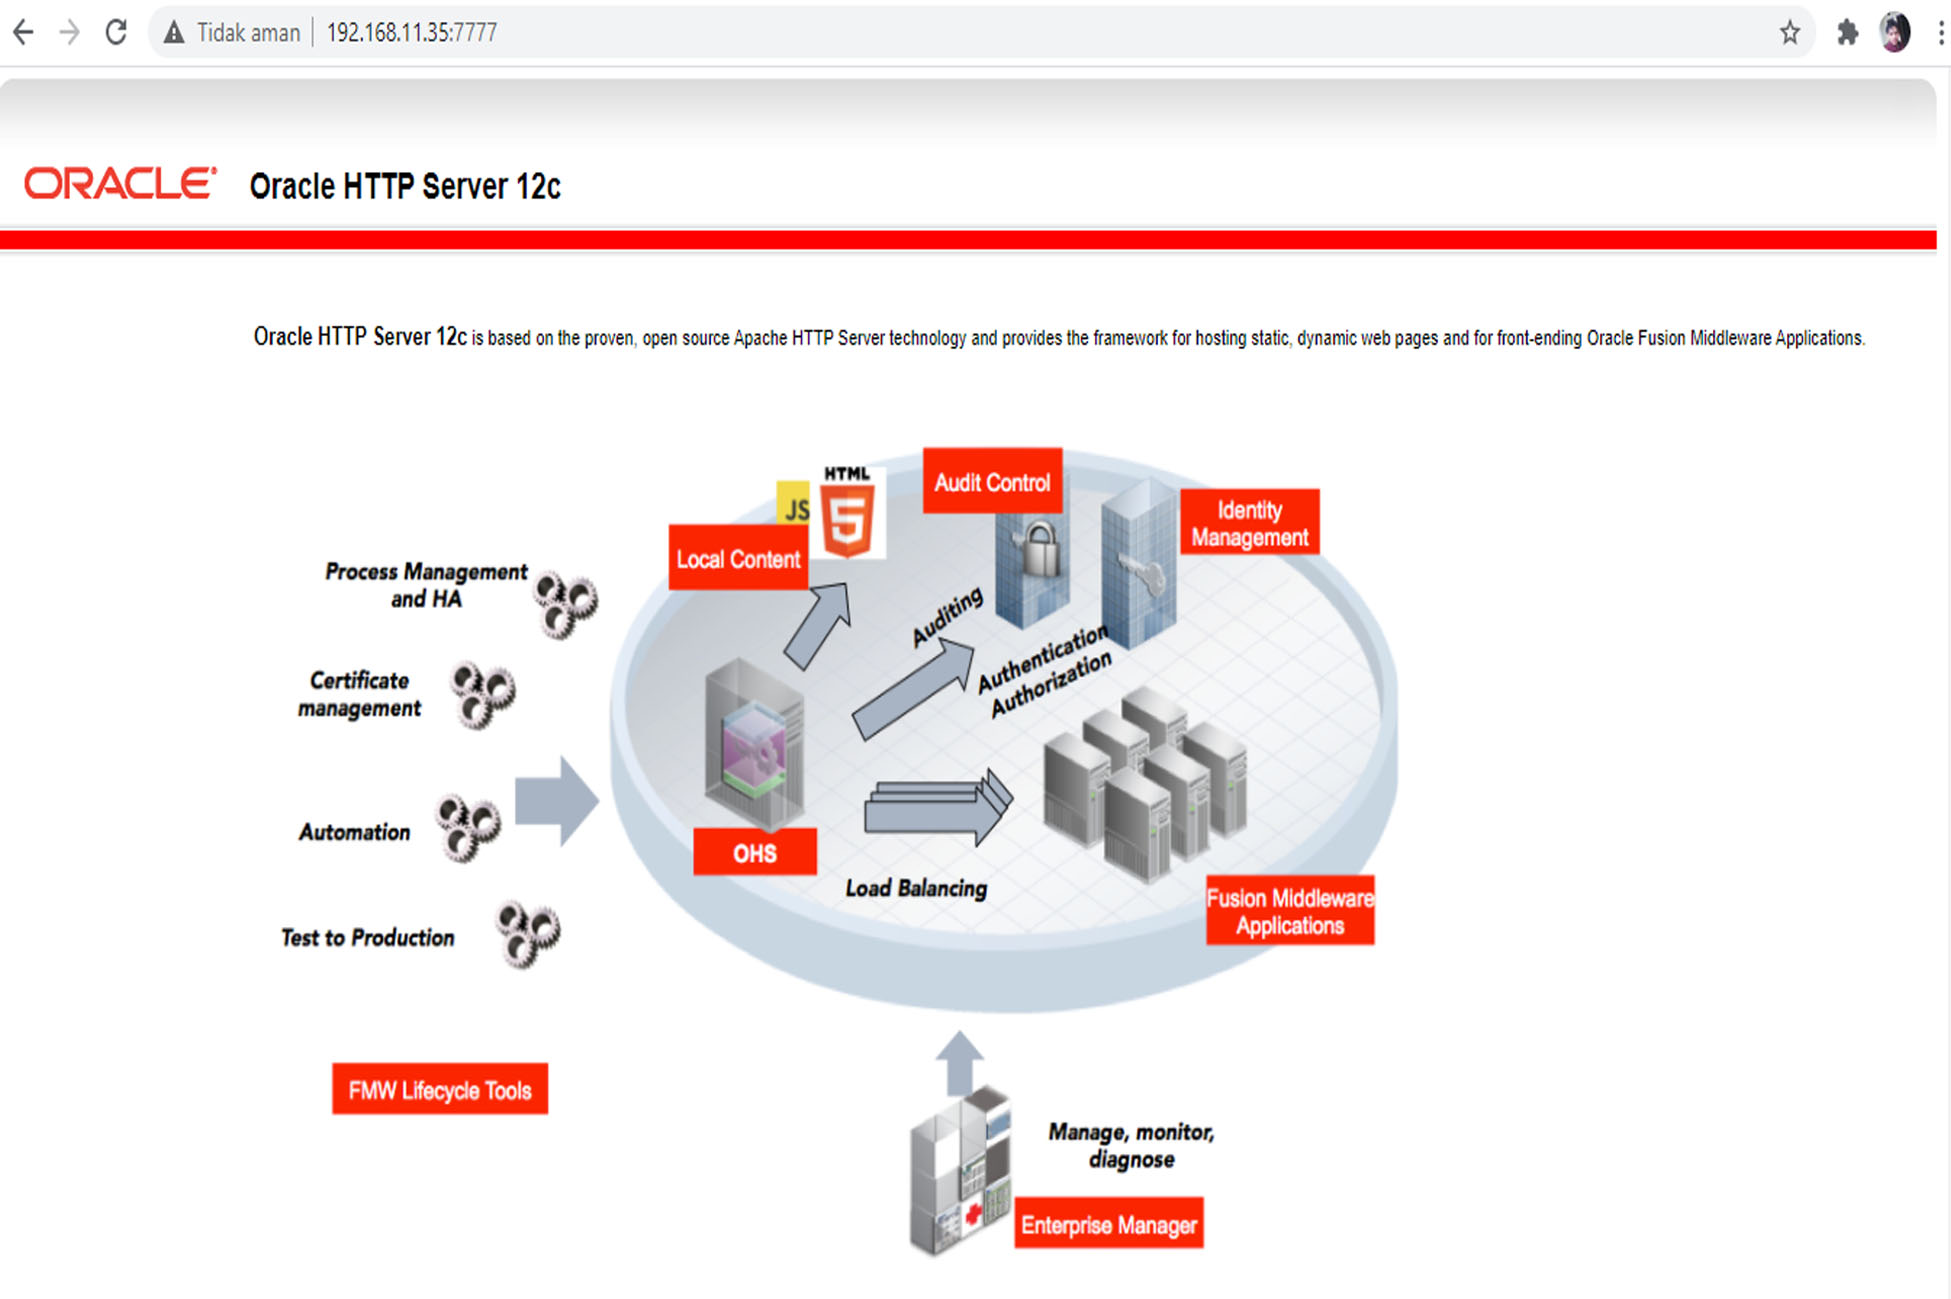 Tidak aman | 192.168.11.35:7777
ORACLE® Oracle HTTP Server 12c
Oracle HTTP Server 12c is based on the proven, open source Apache HTTP Server technology and provides the framework for hosting static, dynamic web pages and for front-ending Oracle Fusion Middleware Applications.
HTML
JS
5
Audit Control
Identity
Management
Local Content
Process Management
and HA
Auditing
Authentication
Authorization
Certificate
management
Automation
OHS
Load Balancing
Fusion Middleware
Applications
Test to Production
FMW Lifecycle Tools
Manage, monitor,
diagnose
Enterprise Manager